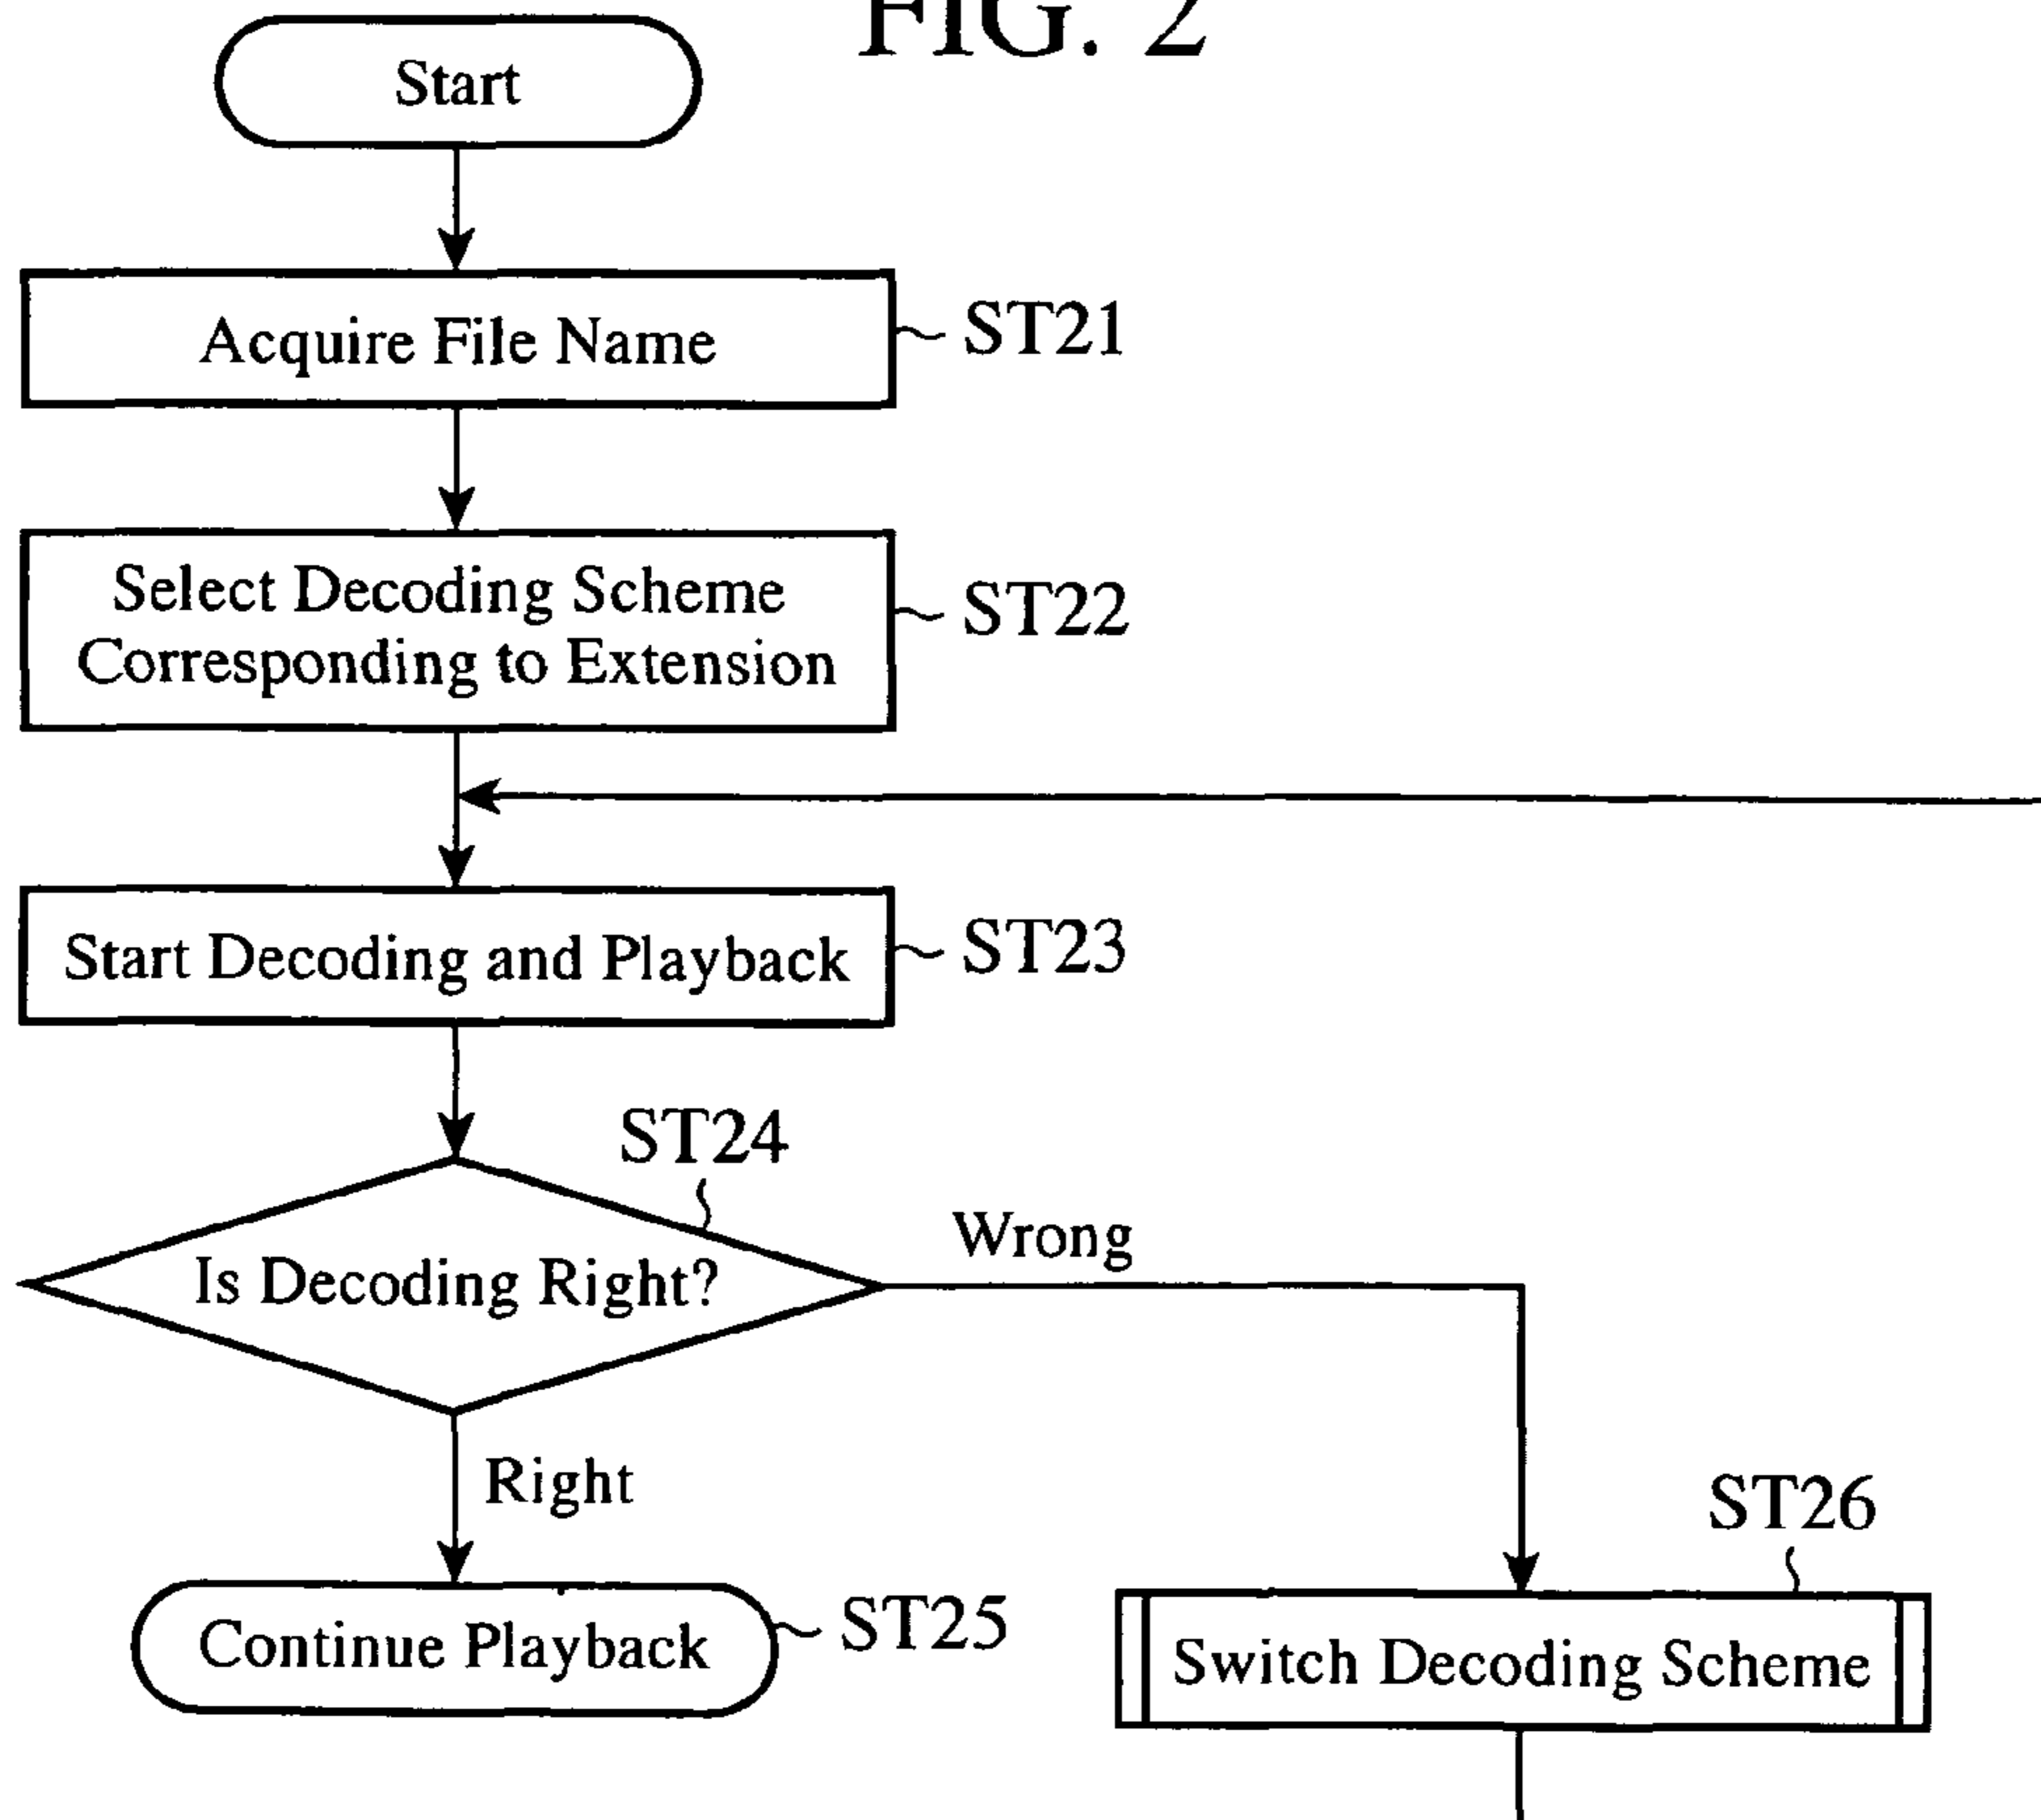 FIG. 2
Start
Acquire File Name
ST21
Select Decoding Scheme
Corresponding to Extension
ST22
Start Decoding and Playback
ST23
ST24
Is Decoding Right?
Wrong
Right
Continue Playback
ST25
ST26
Switch Decoding Scheme